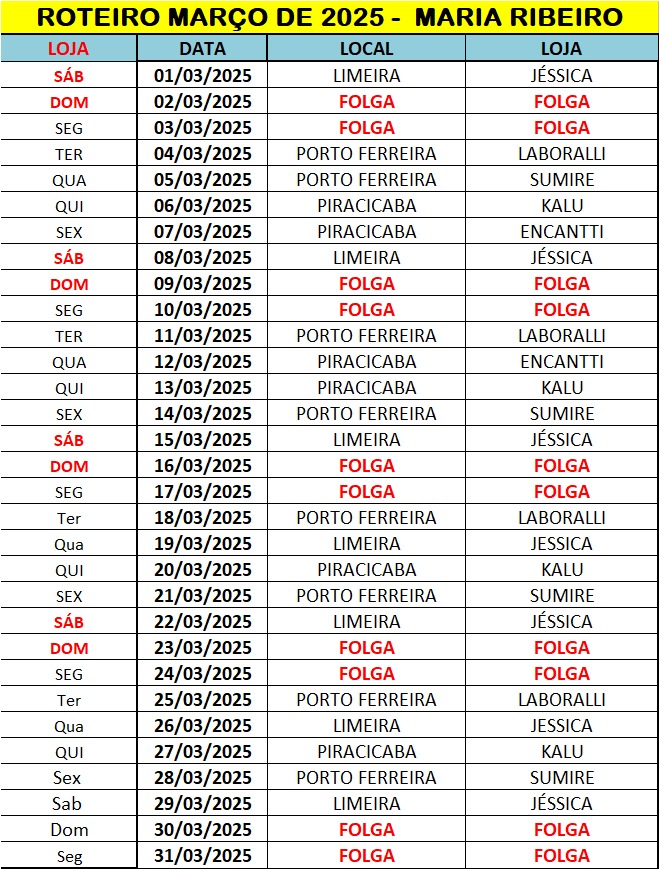 ROTEIRO MARÇO DE 2025 - MARIA RIBEIRO
LOJA DATA LOCAL LOJA
SÁB 01/03/2025 LIMEIRA JÉSSICA
DOM 02/03/2025 FOLGA FOLGA
SEG 03/03/2025 FOLGA FOLGA
TER 04/03/2025 PORTO FERREIRA LABORALLI
QUA 05/03/2025 PORTO FERREIRA SUMIRE
QUI 06/03/2025 PIRACICABA KALU
SEX 07/03/2025 PIRACICABA ENCANTTI
SÁB 08/03/2025 LIMEIRA JÉSSICA
DOM 09/03/2025 FOLGA FOLGA
SEG 10/03/2025 FOLGA FOLGA
TER 11/03/2025 PORTO FERREIRA LABORALLI
QUA 12/03/2025 PIRACICABA ENCANTTI
QUI 13/03/2025 PIRACICABA KALU
SEX 14/03/2025 PORTO FERREIRA SUMIRE
SÁB 15/03/2025 LIMEIRA JÉSSICA
DOM 16/03/2025 FOLGA FOLGA
SEG 17/03/2025 FOLGA FOLGA
Ter 18/03/2025 PORTO FERREIRA LABORALLI
Qua 19/03/2025 LIMEIRA JESSICA
QUI 20/03/2025 PIRACICABA KALU
SEX 21/03/2025 PORTO FERREIRA SUMIRE
SÁB 22/03/2025 LIMEIRA JÉSSICA
DOM 23/03/2025 FOLGA FOLGA
SEG 24/03/2025 FOLGA FOLGA
Ter 25/03/2025 PORTO FERREIRA LABORALLI
Qua 26/03/2025 LIMEIRA JESSICA
QUI 27/03/2025 PIRACICABA KALU
Sex 28/03/2025 PORTO FERREIRA SUMIRE
Sab 29/03/2025 LIMEIRA JÉSSICA
Dom 30/03/2025 FOLGA FOLGA
Seg 31/03/2025 FOLGA FOLGA